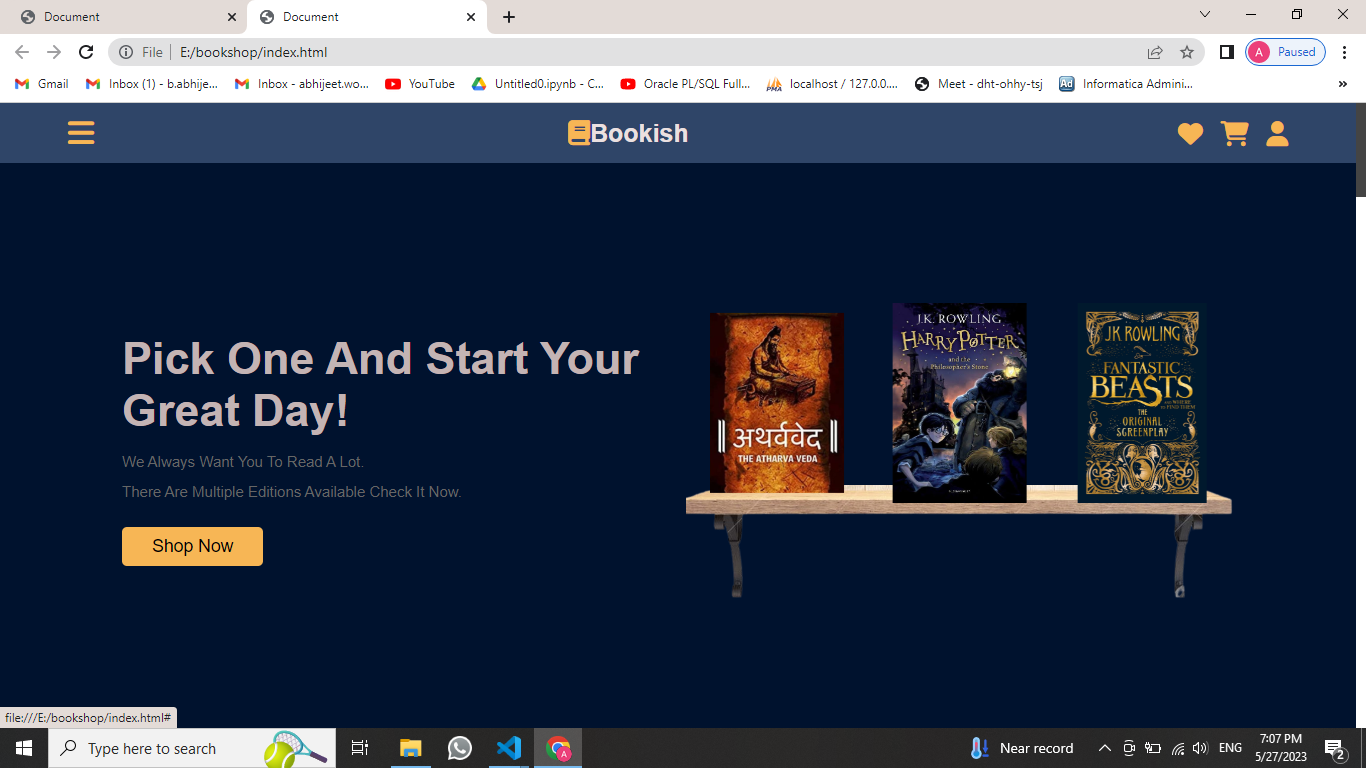 Document
Document
File
E:/bookshop/index.html
A
Paused
Gmail
Inbox (1) - b.abhije...
Inbox - abhijeet.wo...
YouTube
Untitled0.ipynb - C...
Oracle PL/SQL Full...
PMA
localhost / 127.0.0....
Meet - dht-ohhy-tsj
Ad
Informatica Admini...
»
Bookish
Pick One And Start Your
Great Day!
We Always Want You To Read A Lot.
There Are Multiple Editions Available Check It Now.
Shop Now
॥ अथर्ववेद ॥
THE ATHARVA VEDA
J.K. ROWLING
HARRY POTTER
and the
Philosopher's Stone
J.K. ROWLING
FANTASTIC
BEASTS
AND WHERE
TO FIND THEM
THE
ORIGINAL
SCREENPLAY
file:///E:/bookshop/index.html#
Type here to search
A
Near record
ENG
7:07 PM
5/27/2023
2